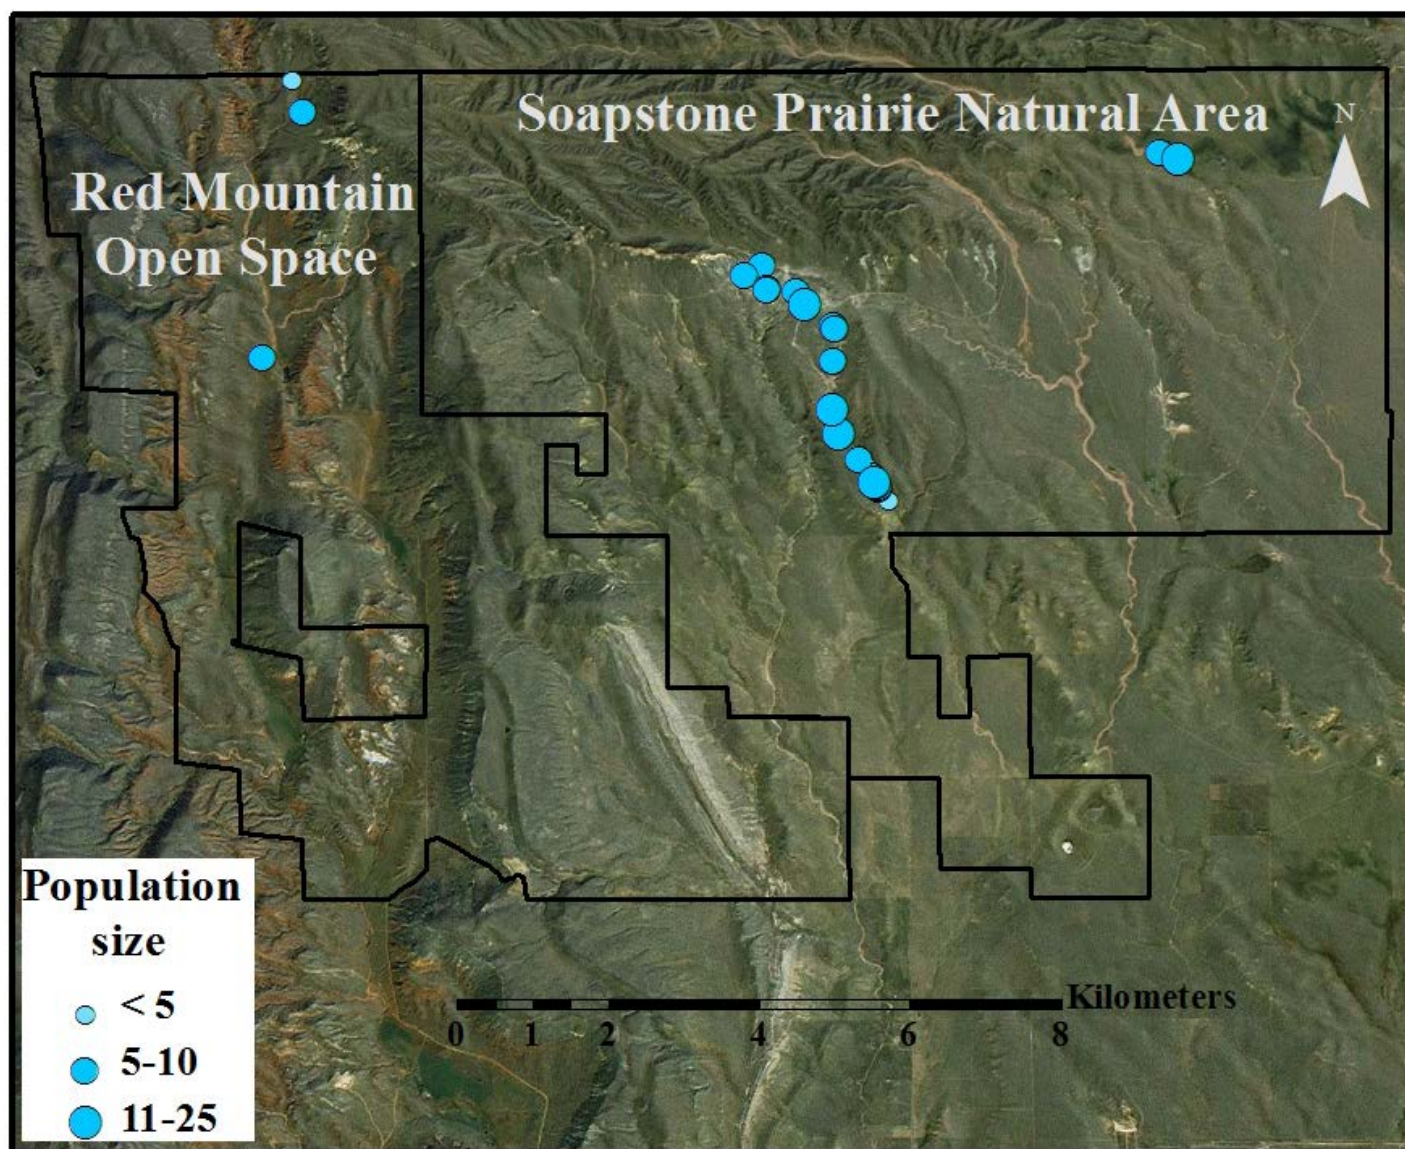 Soapstone Prairie Natural Area
N
Red Mountain
Open Space
Population
size
< 5
5-10
11-25
Kilometers
0 1 2 4 6 8